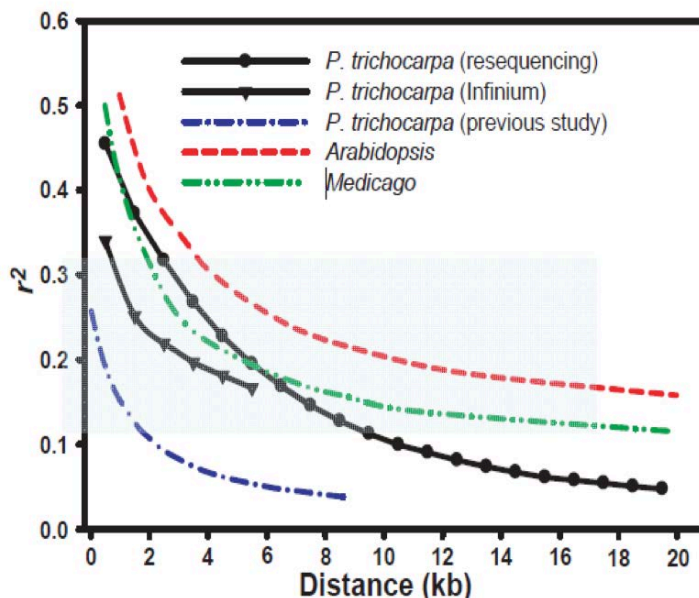 0.6
0.5
0.4
0.3
0.2
0.1
0.0
r²
P. trichocarpa (resequencing)
P. trichocarpa (Infinium)
P. trichocarpa (previous study)
Arabidopsis
Medicago
0 2 4 6 8 10 12 14 16 18 20
Distance (kb)